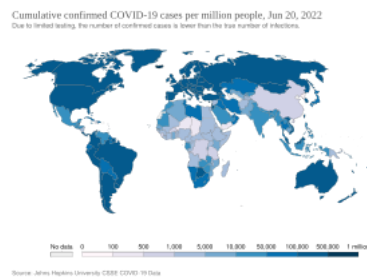 Cumulative confirmed COVID-19 cases per million people, Jun 20, 2022
Due to limited testing, the number of confirmed cases is lower than the true number of infections.
No data 0 100 500 1,000 5,000 10,000 50,000 100,000 500,000 1 millio
Source: Johns Hopkins University CSSE COVID-19 Data